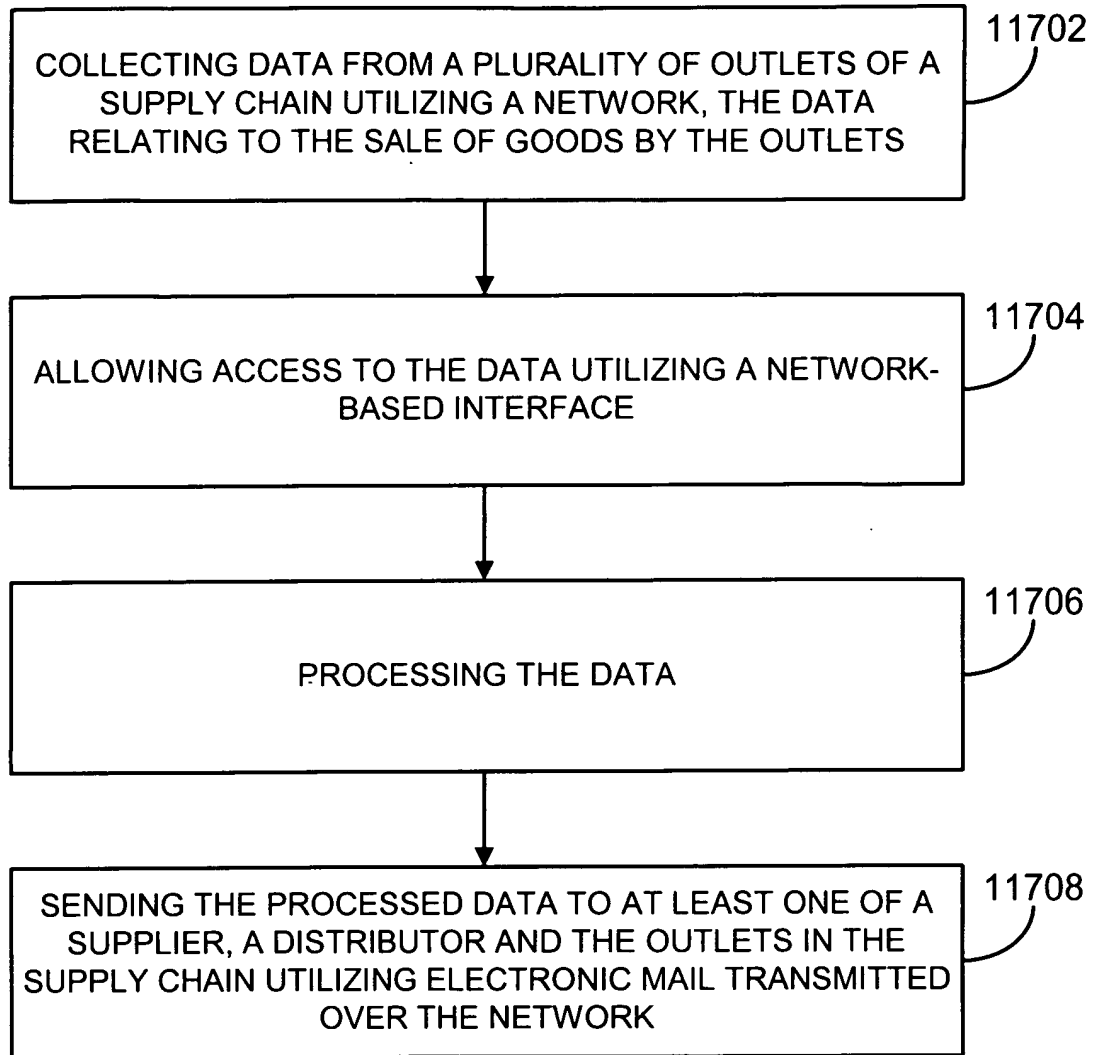 11702
COLLECTING DATA FROM A PLURALITY OF OUTLETS OF A
SUPPLY CHAIN UTILIZING A NETWORK, THE DATA
RELATING TO THE SALE OF GOODS BY THE OUTLETS
11704
ALLOWING ACCESS TO THE DATA UTILIZING A NETWORK-
BASED INTERFACE
11706
PROCESSING THE DATA
11708
SENDING THE PROCESSED DATA TO AT LEAST ONE OF A
SUPPLIER, A DISTRIBUTOR AND THE OUTLETS IN THE
SUPPLY CHAIN UTILIZING ELECTRONIC MAIL TRANSMITTED
OVER THE NETWORK